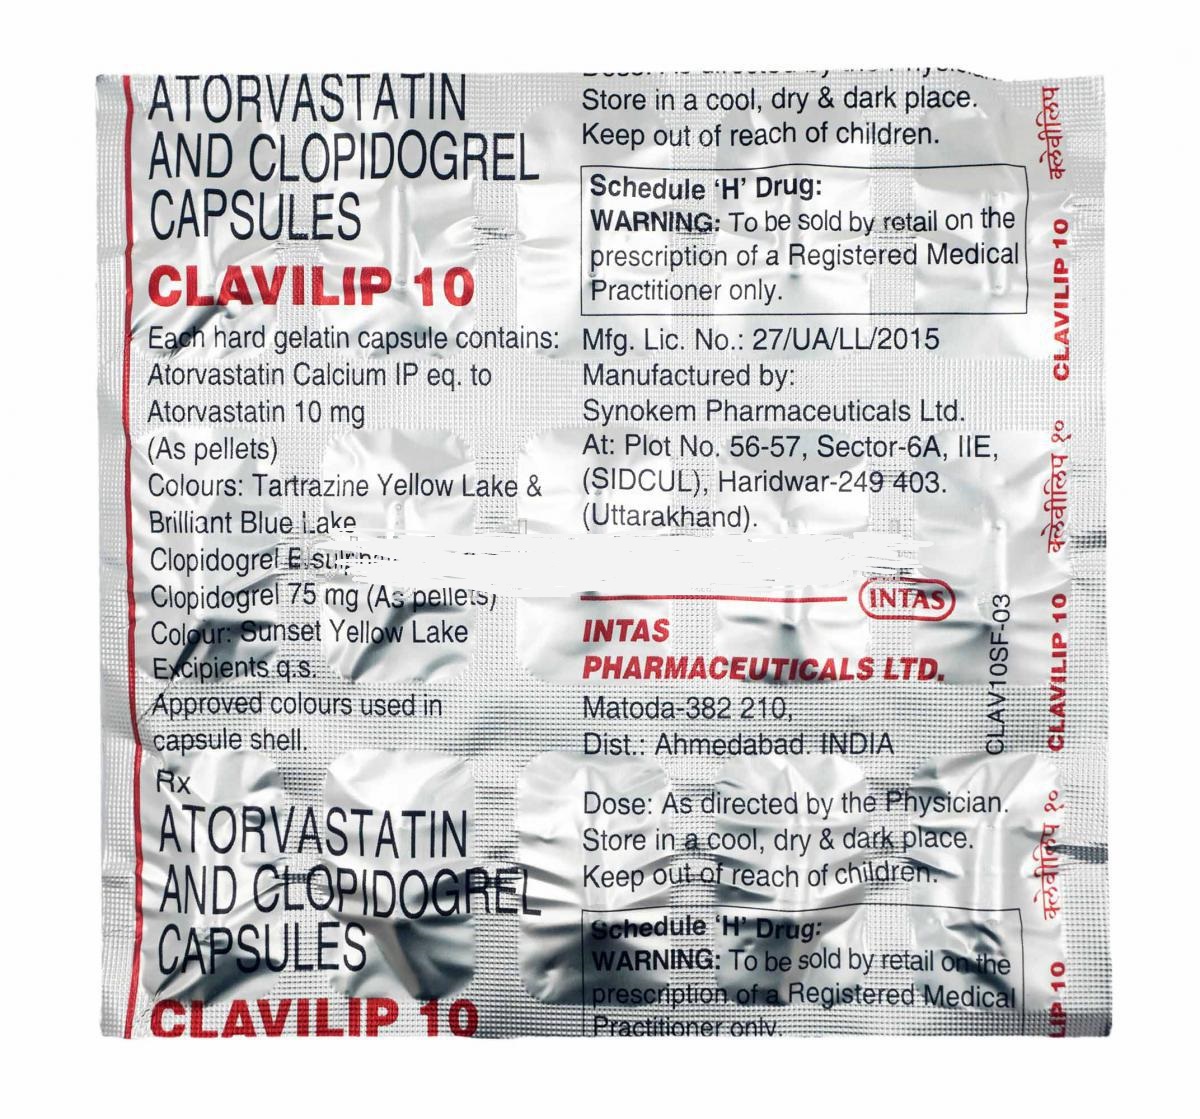 ATORVASTATIN
AND CLOPIDOGREL
CAPSULES
CLAVILIP 10
Each hard gelatin capsule contains:
Atorvastatin Calcium IP eq. to
Atorvastatin 10 mg
(As pellets)
Colours: Tartrazine Yellow Lake &
Brilliant Blue Lake
Clopidogrel
Clopidogrel 75 mg (As pellets)
Colour: Sunset Yellow Lake
Excipients q.s.
Approved colours used in
capsule shell.
Rx
ATORVASTATIN
AND CLOPIDOGREL
CAPSULES
CLAVILIP 10
Store in a cool, dry & dark place.
Keep out of reach of children.
Schedule 'H' Drug:
WARNING: To be sold by retail on the
prescription of a Registered Medical
Practitioner only.
Mfg. Lic. No.: 27/UA/LL/2015
Manufactured by:
Synokem Pharmaceuticals Ltd.
At: Plot No. 56-57, Sector-6A, IIE,
(SIDCUL), Haridwar-249 403.
(Uttarakhand).
INTAS
INTAS
PHARMACEUTICALS LTD.
Matoda-382 210,
Dist.: Ahmedabad. INDIA
Dose: As directed by the Physician.
Store in a cool, dry & dark place.
Keep out of reach of children.
Schedule 'H' Drug:
WARNING: To be sold by retail on the
prescription of a Registered Medical
Practitioner only.
CLAV10SF-03
क्लेवीलिप
CLAVILIP 10
क्लेवीलिप १०
CLAVILIP 10
क्लेवीलिप १०
LIP 10